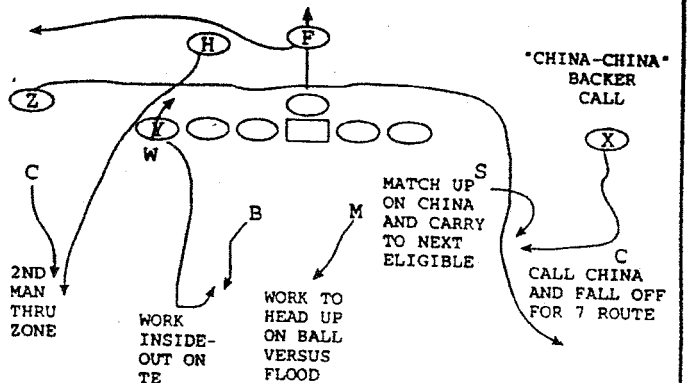 H
F
"CHINA-CHINA"
BACKER
CALL
Z
Y
X
W
C
S
MATCH UP
ON CHINA
AND CARRY
TO NEXT
ELIGIBLE
B
M
C
CALL CHINA
AND FALL OFF
FOR 7 ROUTE
2ND
MAN
THRU
ZONE
WORK
INSIDE-
OUT ON
TE
WORK TO
HEAD UP
ON BALL
VERSUS
FLOOD